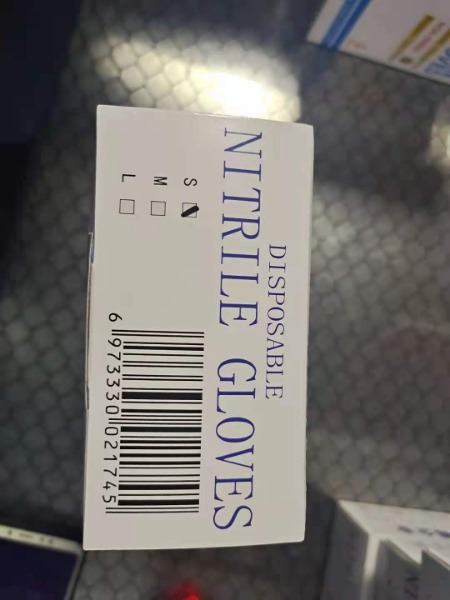 DISPOSABLE
NITRILE GLOVES
S
M
L
6 973330 021745